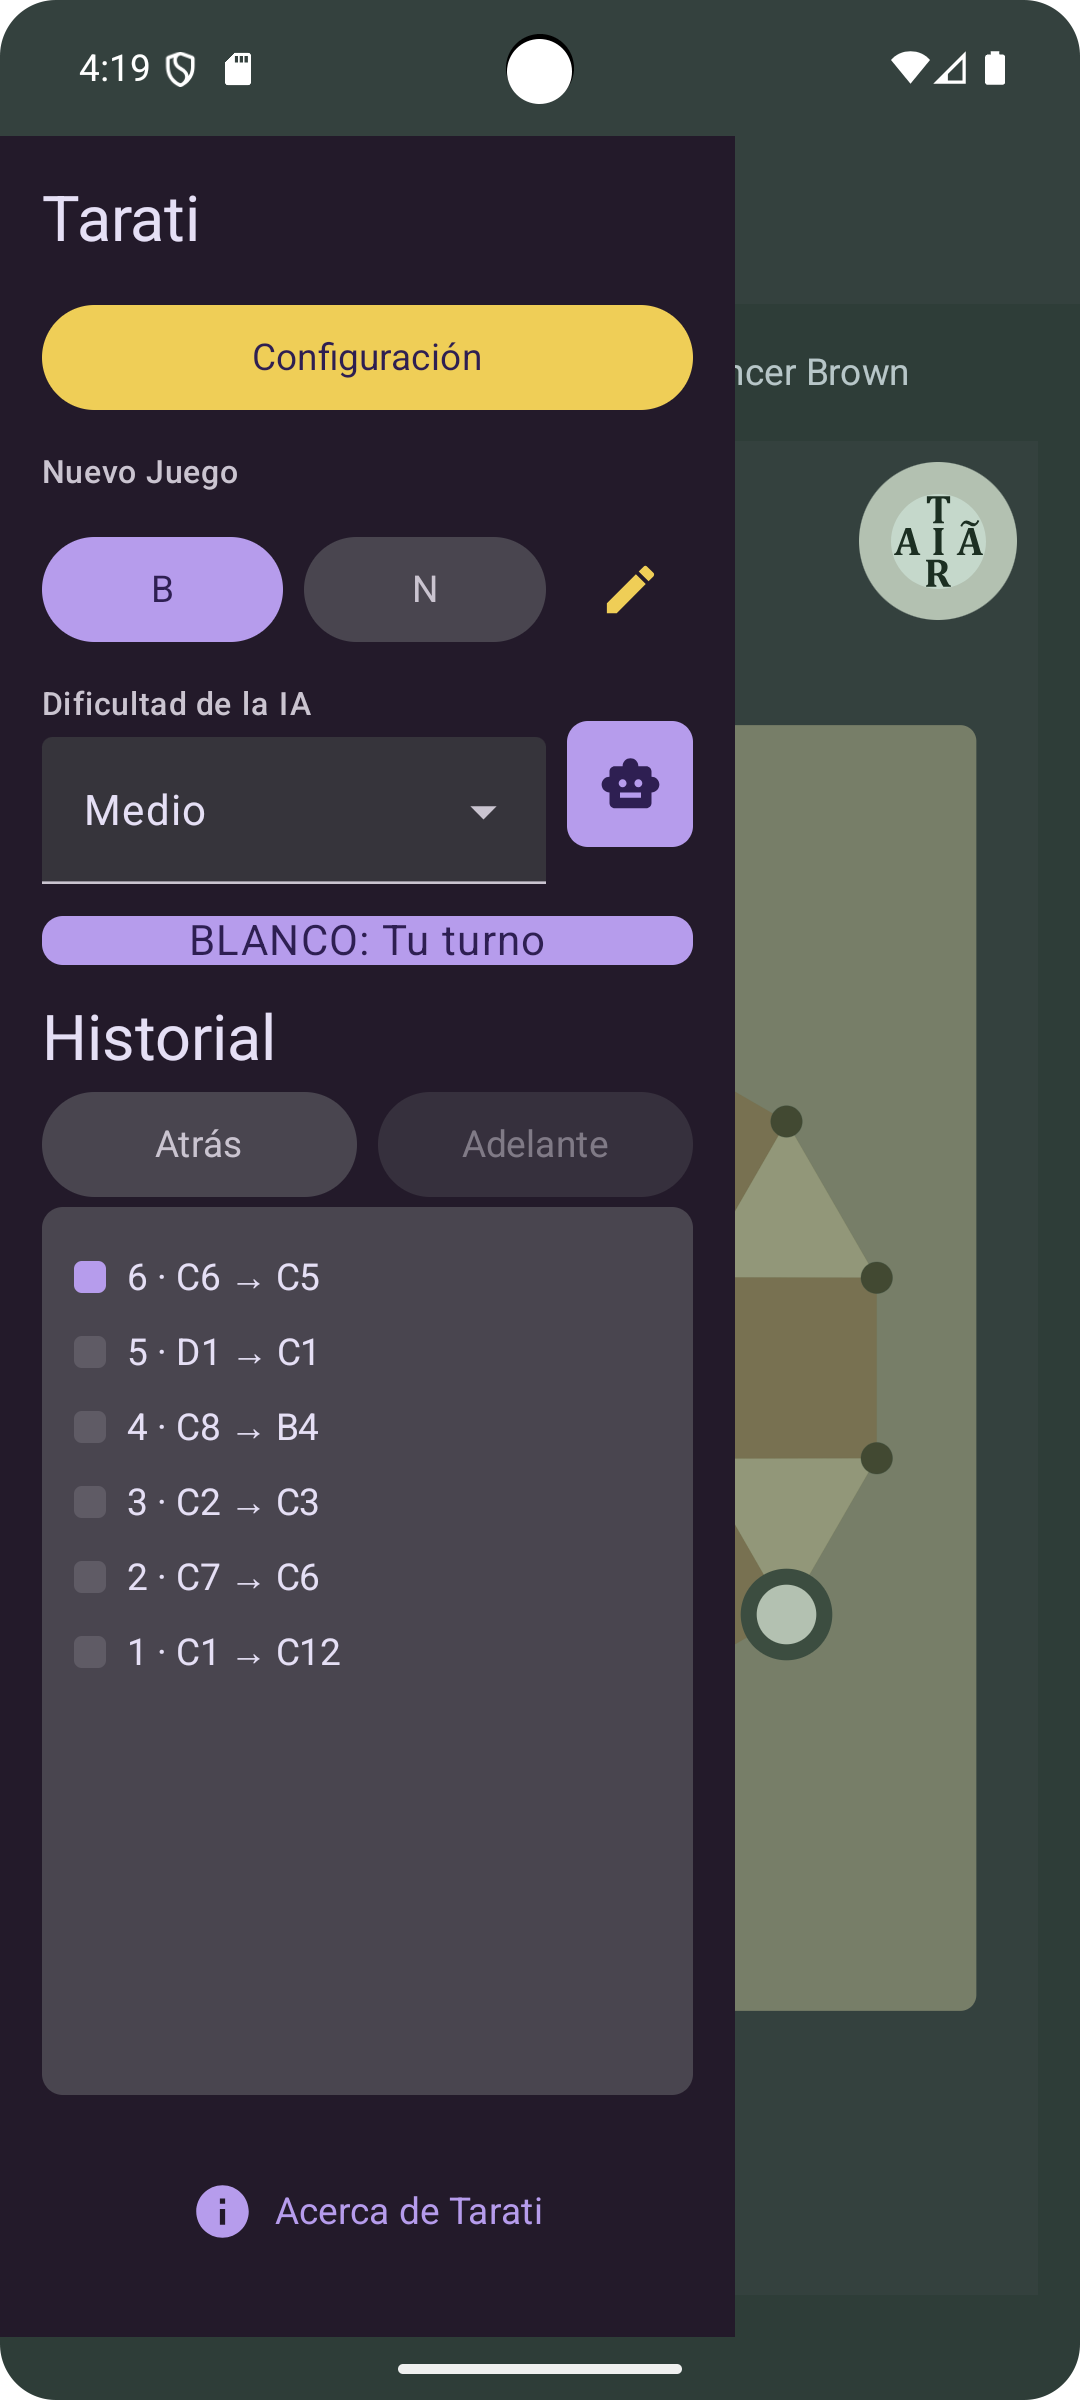 4:19
Tarati
Configuración
ncer Brown
Nuevo Juego
T
A I Ã
R
B N
Dificultad de la IA
Medio
BLANCO: Tu turno
Historial
Atrás Adelante
6 · C6 → C5
5 · D1 → C1
4 · C8 → B4
3 · C2 → C3
2 · C7 → C6
1 · C1 → C12
Acerca de Tarati